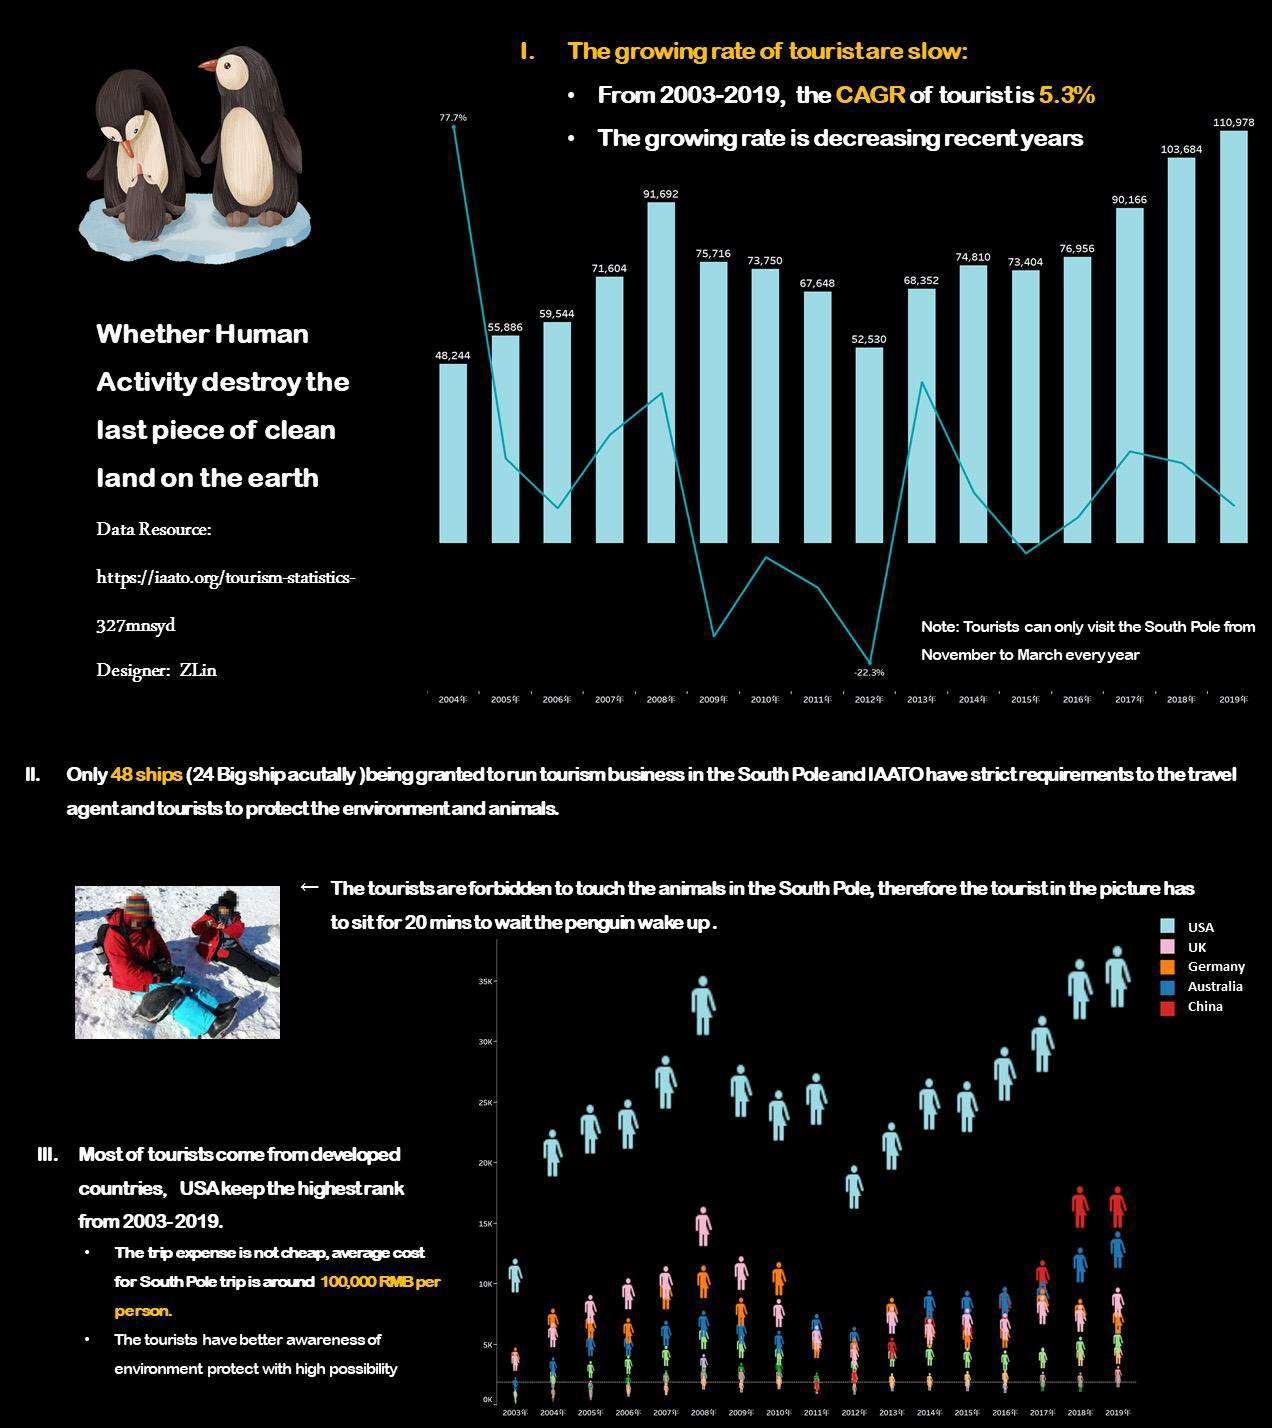 I. The growing rate of tourist are slow:
• From 2003-2019, the CAGR of tourist is 5.3%
• The growing rate is decreasing recent years
77.7%
110,978
103,684
91,692
90,166
75,716
73,750
71,604
67,648
68,352
74,810
73,404
76,956
59,544
55,886
52,530
48,244
-22.3%
Whether Human
Activity destroy the
last piece of clean
land on the earth
Data Resource:
https://iaato.org/tourism-statistics-
327mnsyd
Designer: ZLin
Note: Tourists can only visit the South Pole from
November to March every year
2004年 2005年 2006年 2007年 2008年 2009年 2010年 2011年 2012年 2013年 2014年 2015年 2016年 2017年 2018年 2019年
II. Only 48 ships (24 Big ship acutally )being granted to run tourism business in the South Pole and IAATO have strict requirements to the travel
agent and tourists to protect the environment and animals.
← The tourists are forbidden to touch the animals in the South Pole, therefore the tourist in the picture has
to sit for 20 mins to wait the penguin wake up .
USA
UK
Germany
Australia
China
35K
30K
25K
20K
15K
10K
5K
0K
2003年 2004年 2005年 2006年 2007年 2008年 2009年 2010年 2011年 2012年 2013年 2014年 2015年 2016年 2017年 2018年 2019年
III. Most of tourists come from developed
countries, USA keep the highest rank
from 2003-2019.
• The trip expense is not cheap, average cost
for South Pole trip is around 100,000 RMB per
person.
• The tourists have better awareness of
environment protect with high possibility